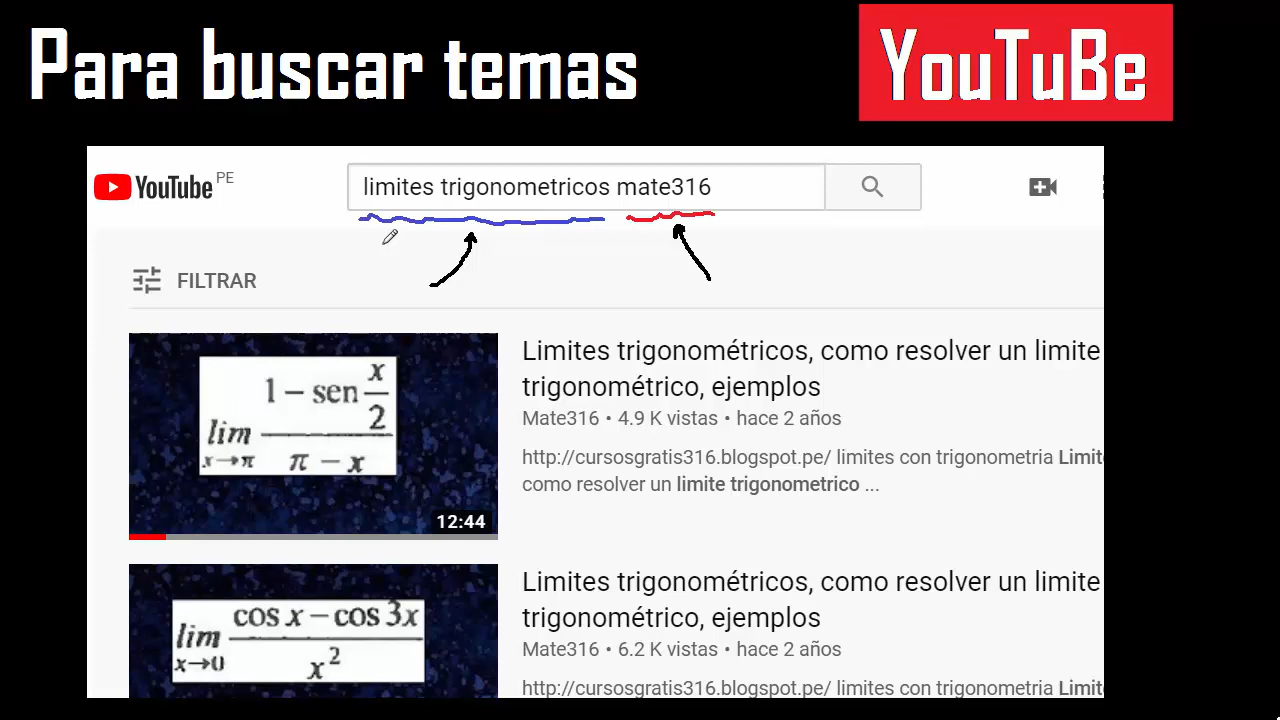 Para buscar temas
YouTuBe
YouTube PE
limites trigonometricos mate316
FILTRAR
1 − sen x/2
lim
x→π
π − x
12:44
Limites trigonométricos, como resolver un limite
trigonométrico, ejemplos
Mate316 • 4.9 K vistas • hace 2 años
http://cursosgratis316.blogspot.pe/ limites con trigonometria Limit
como resolver un limite trigonometrico ...
cos x − cos 3x
lim
x→0
x²
Limites trigonométricos, como resolver un limite
trigonométrico, ejemplos
Mate316 • 6.2 K vistas • hace 2 años
http://cursosgratis316.blogspot.pe/ limites con trigonometria Limit